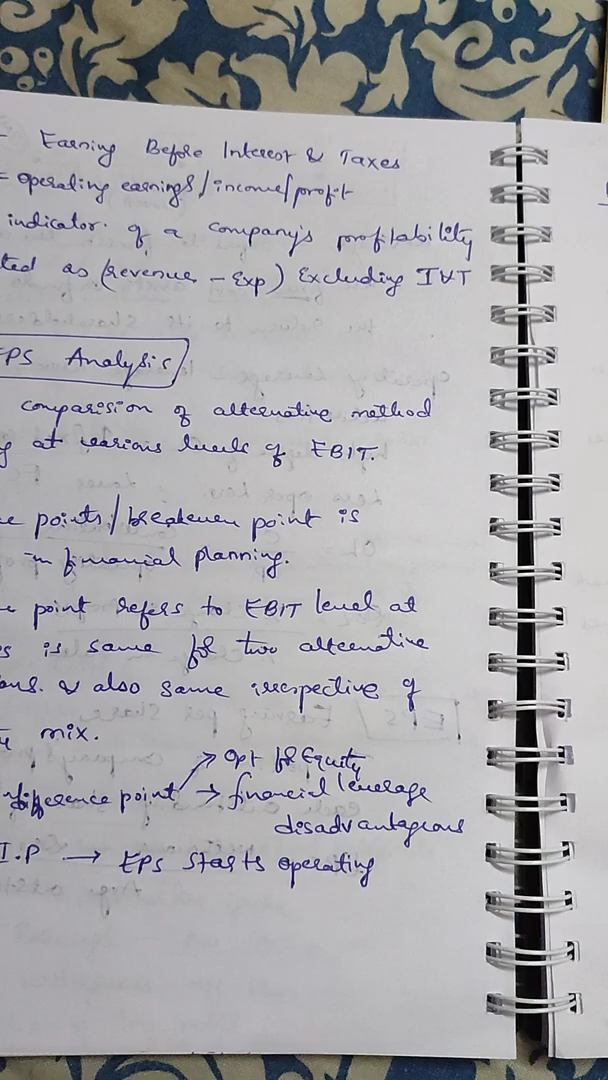 - Earning Before Interest & Taxes
= operating earnings/income/profit
indicator. of a company's profitability
ted as (revenue - Exp) Excluding I&T
EPS Analysis
comparision of alternative method
g at various levels of EBIT.
ce points/breakeven point is
in financial planning.
e point refers to EBIT level at
s is same for two alternative
ons. & also same irrespective of
mix.
→ Opt for Equity
difference point → financial leverage
disadvantageous
I.P → EPS starts operating